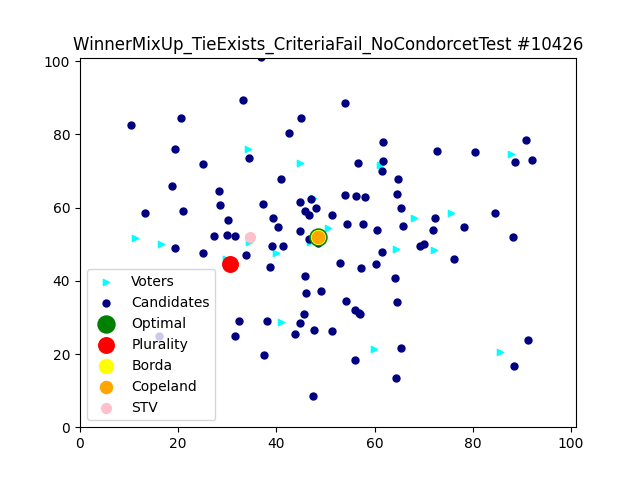 WinnerMixUp_TieExists_CriteriaFail_NoCondorcetTest #10426
100
80
60
40
20
0
Voters
Candidates
Optimal
Plurality
Borda
Copeland
STV
0 20 40 60 80 100